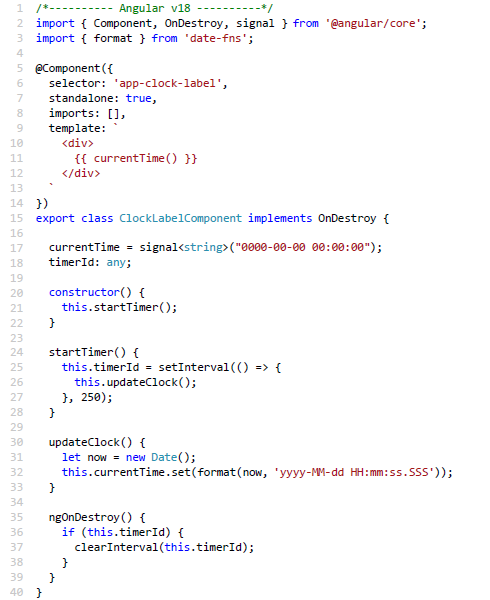 1 /*---------- Angular v18 ----------*/
2 import { Component, OnDestroy, signal } from '@angular/core';
3 import { format } from 'date-fns';
4
5 @Component({
6   selector: 'app-clock-label',
7   standalone: true,
8   imports: [],
9   template: `
10     <div>
11       {{ currentTime() }}
12     </div>
13   `
14 })
15 export class ClockLabelComponent implements OnDestroy {
16
17   currentTime = signal<string>("0000-00-00 00:00:00");
18   timerId: any;
19
20   constructor() {
21     this.startTimer();
22   }
23
24   startTimer() {
25     this.timerId = setInterval(() => {
26       this.updateClock();
27     }, 250);
28   }
29
30   updateClock() {
31     let now = new Date();
32     this.currentTime.set(format(now, 'yyyy-MM-dd HH:mm:ss.SSS'));
33   }
34
35   ngOnDestroy() {
36     if (this.timerId) {
37       clearInterval(this.timerId);
38     }
39   }
40 }